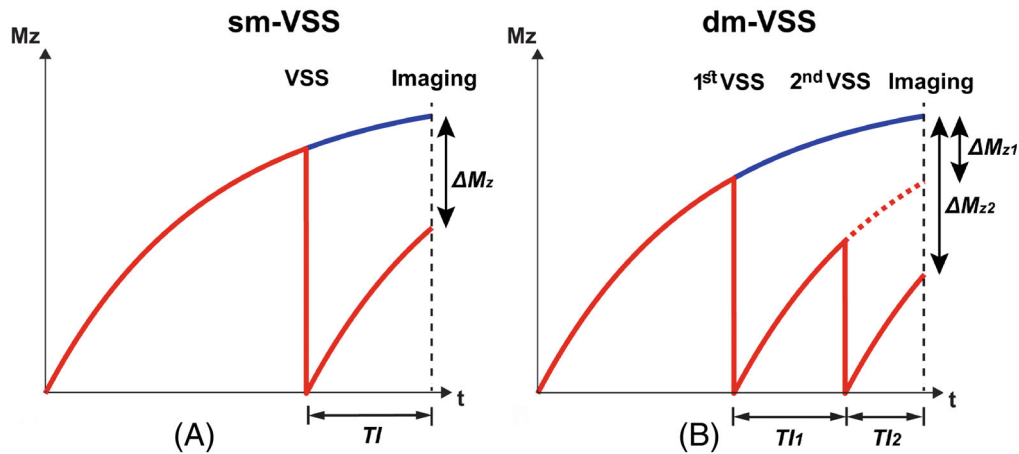 sm-VSS
Mz
VSS
Imaging
ΔMz
t
TI
(A)
dm-VSS
Mz
1st VSS
2nd VSS
Imaging
ΔMz1
ΔMz2
t
TI1
TI2
(B)